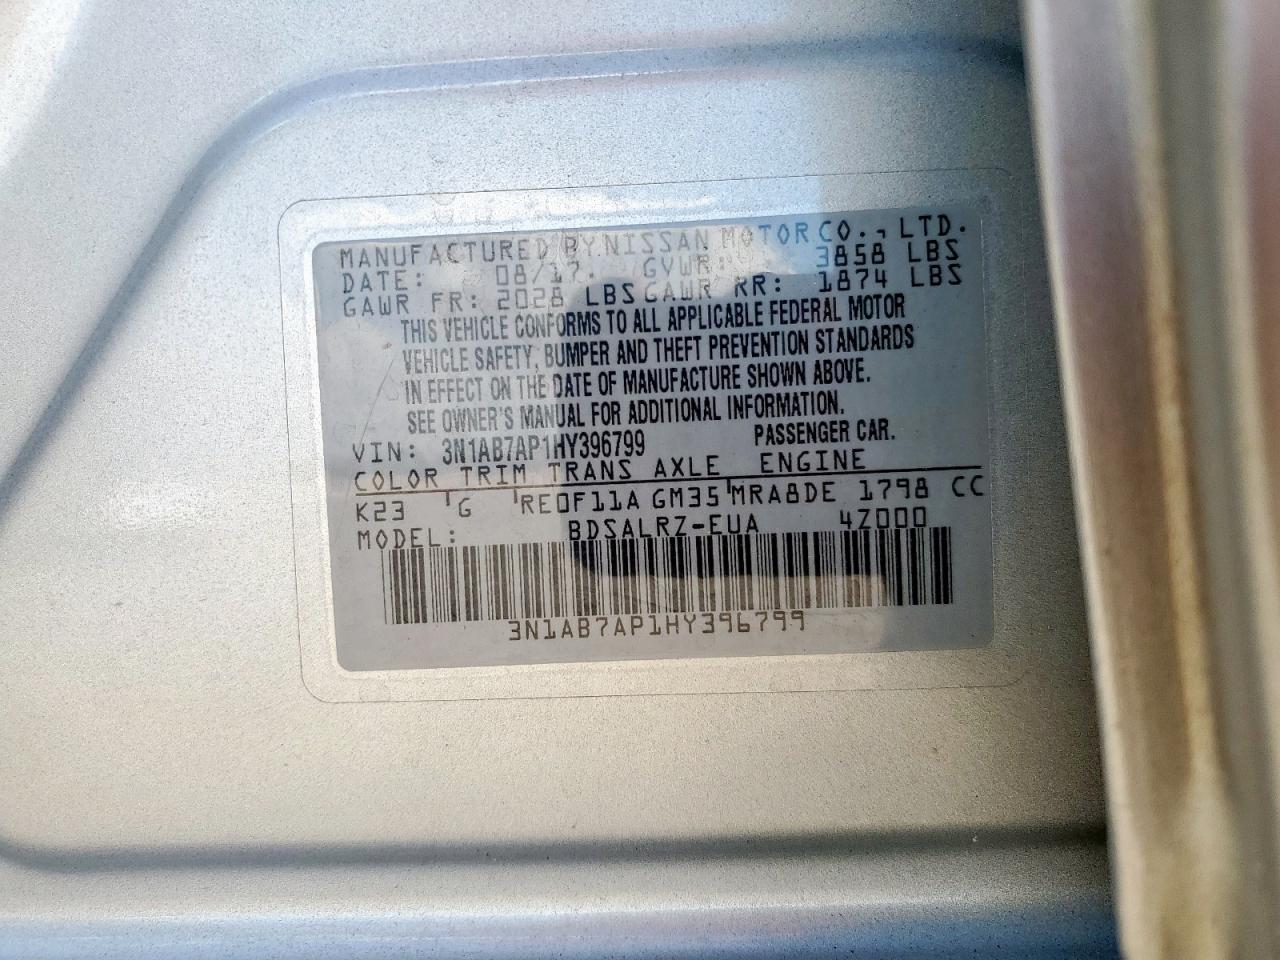 MANUFACTURED BY NISSAN MOTOR CO., LTD.
DATE: 08/17. GVWR: 3858 LBS
GAWR FR: 2028 LBS GAWR RR: 1874 LBS
THIS VEHICLE CONFORMS TO ALL APPLICABLE FEDERAL MOTOR
VEHICLE SAFETY, BUMPER AND THEFT PREVENTION STANDARDS
IN EFFECT ON THE DATE OF MANUFACTURE SHOWN ABOVE.
SEE OWNER'S MANUAL FOR ADDITIONAL INFORMATION.
VIN: 3N1AB7AP1HY396799 PASSENGER CAR.
COLOR TRIM TRANS AXLE ENGINE
K23 G RE0F11A GM35 MRA8DE 1798 CC
MODEL: BDSALRZ-EUA 4Z000
3N1AB7AP1HY396799